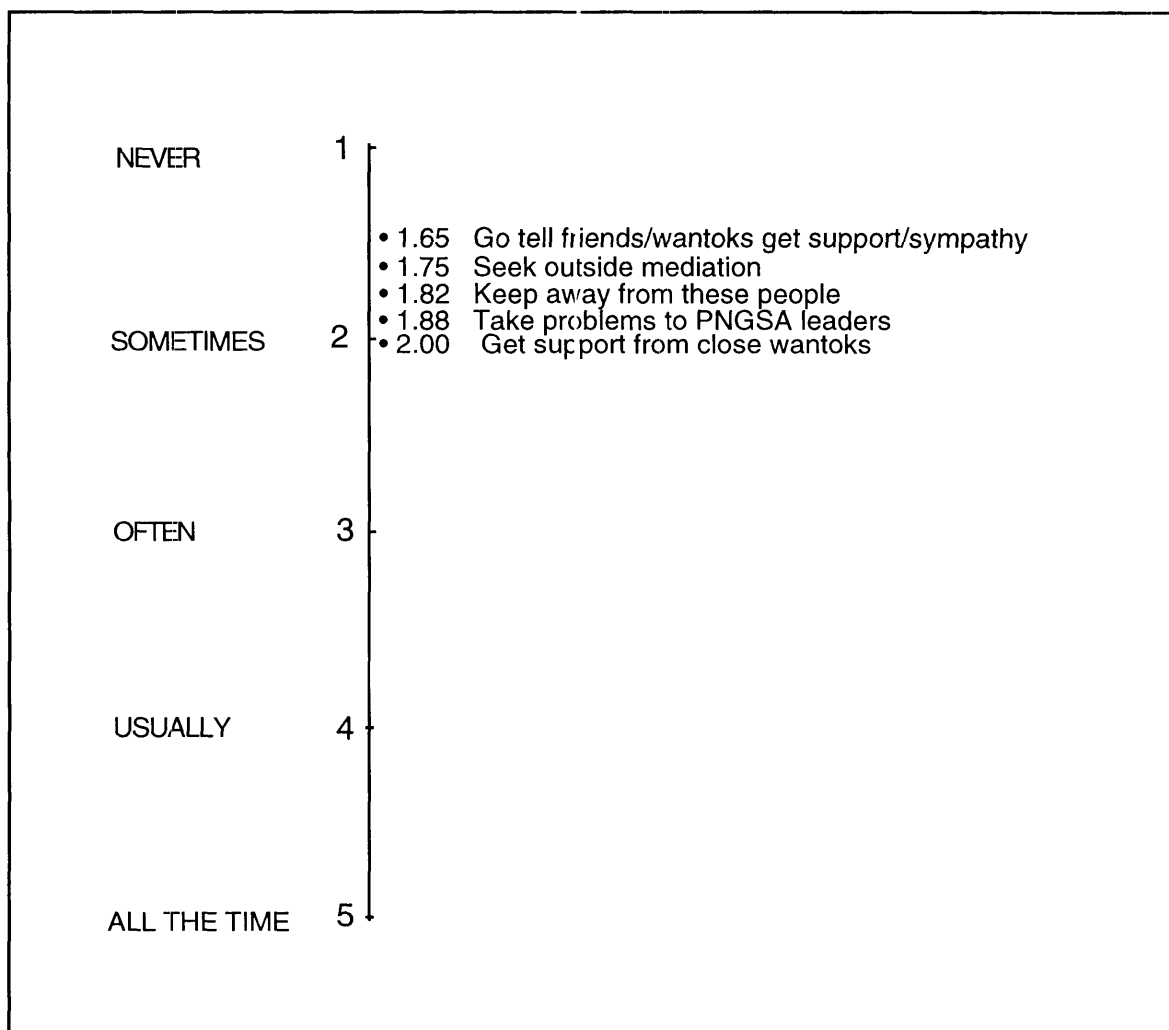 NEVER 1
• 1.65 Go tell friends/wantoks get support/sympathy
• 1.75 Seek outside mediation
• 1.82 Keep away from these people
• 1.88 Take problems to PNGSA leaders
SOMETIMES 2 • 2.00 Get support from close wantoks
OFTEN 3
USUALLY 4
ALL THE TIME 5